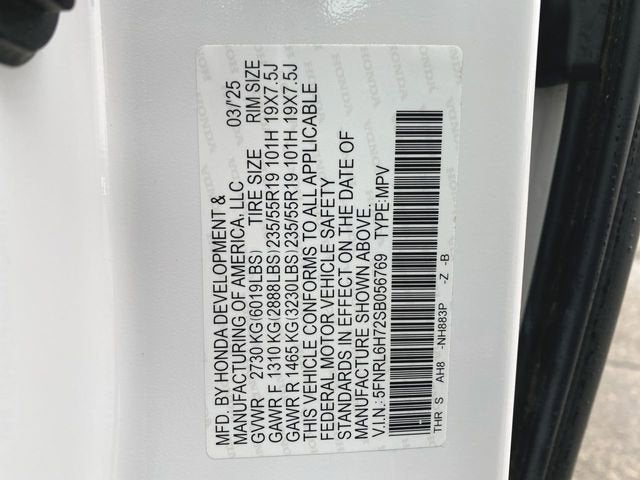 MFD. BY HONDA DEVELOPMENT &
MANUFACTURING OF AMERICA, LLC 03/'25
GVWR 2730 KG(6019LBS) TIRE SIZE RIM SIZE
GAWR F 1310 KG(2888LBS) 235/55R19 101H 19X7.5J
GAWR R 1465 KG(3230LBS) 235/55R19 101H 19X7.5J
THIS VEHICLE CONFORMS TO ALL APPLICABLE
FEDERAL MOTOR VEHICLE SAFETY
STANDARDS IN EFFECT ON THE DATE OF
MANUFACTURE SHOWN ABOVE.
V.I.N.:5FNRL6H72SB056769 TYPE:MPV
THR S AH8 -NH883P -Z -B